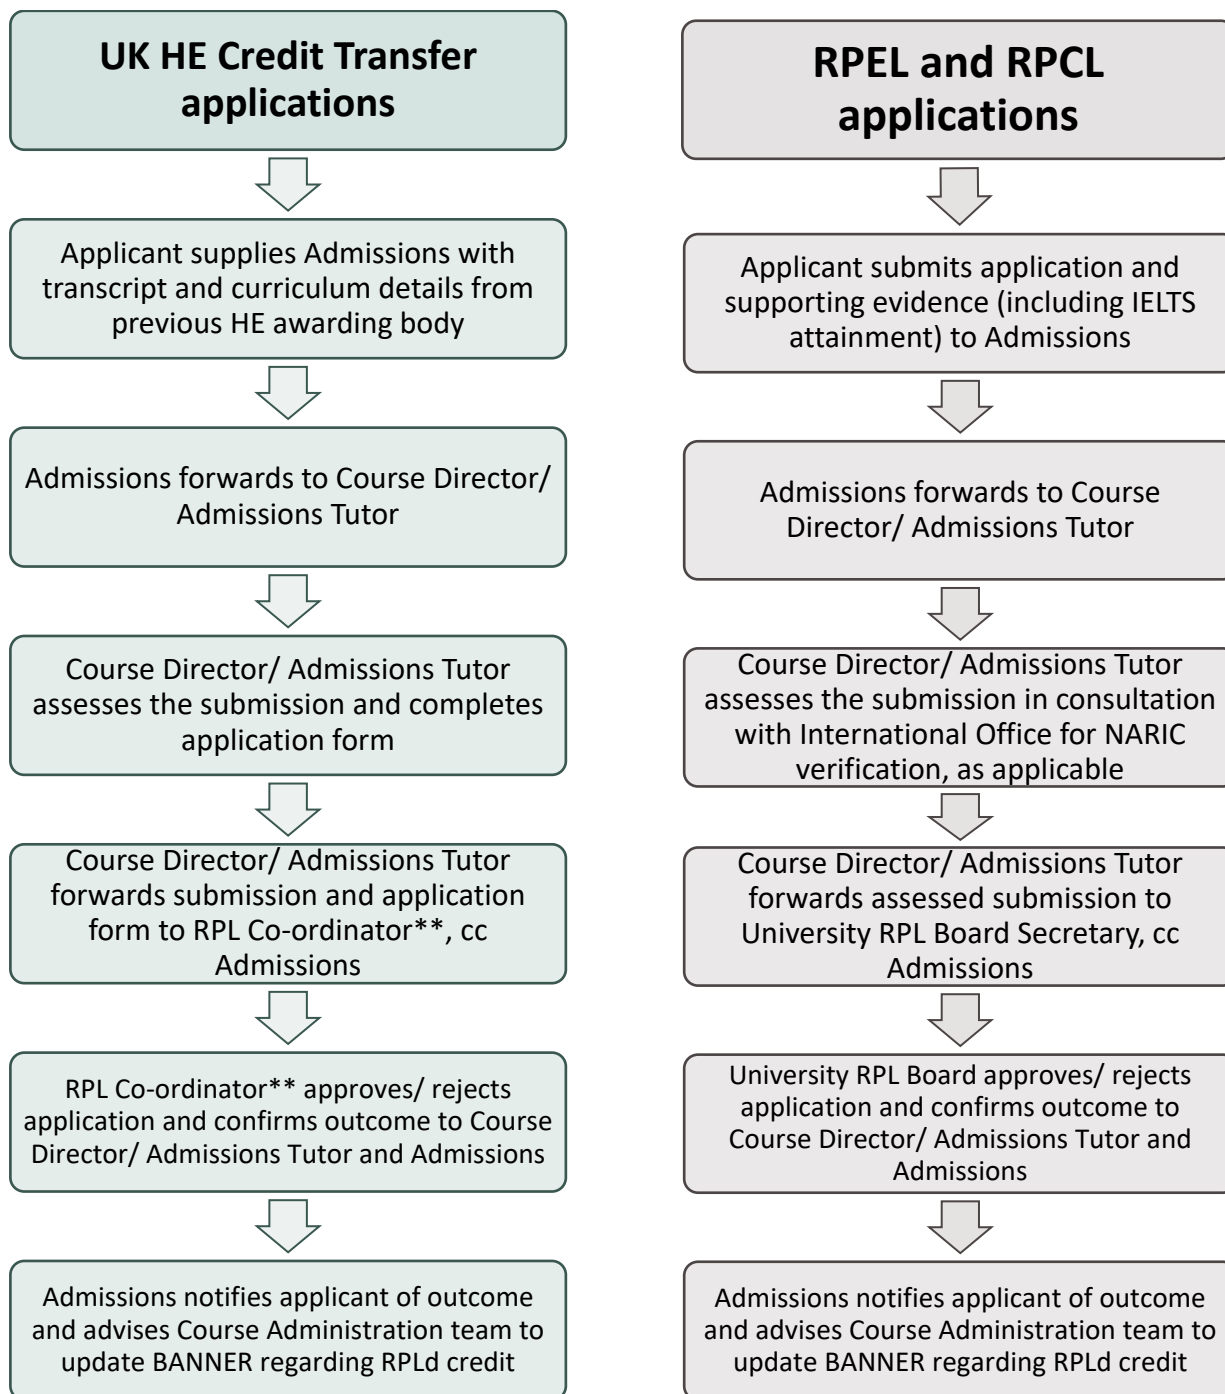 UK HE Credit Transfer
applications
Applicant supplies Admissions with
transcript and curriculum details from
previous HE awarding body
Admissions forwards to Course Director/
Admissions Tutor
Course Director/ Admissions Tutor
assesses the submission and completes
application form
Course Director/ Admissions Tutor
forwards submission and application
form to RPL Co-ordinator**, cc
Admissions
RPL Co-ordinator** approves/ rejects
application and confirms outcome to Course
Director/ Admissions Tutor and Admissions
Admissions notifies applicant of outcome
and advises Course Administration team to
update BANNER regarding RPLd credit
RPEL and RPCL
applications
Applicant submits application and
supporting evidence (including IELTS
attainment) to Admissions
Admissions forwards to Course
Director/ Admissions Tutor
Course Director/ Admissions Tutor
assesses the submission in consultation
with International Office for NARIC
verification, as applicable
Course Director/ Admissions Tutor
forwards assessed submission to
University RPL Board Secretary, cc
Admissions
University RPL Board approves/ rejects
application and confirms outcome to
Course Director/ Admissions Tutor and
Admissions
Admissions notifies applicant of outcome
and advises Course Administration team to
update BANNER regarding RPLd credit